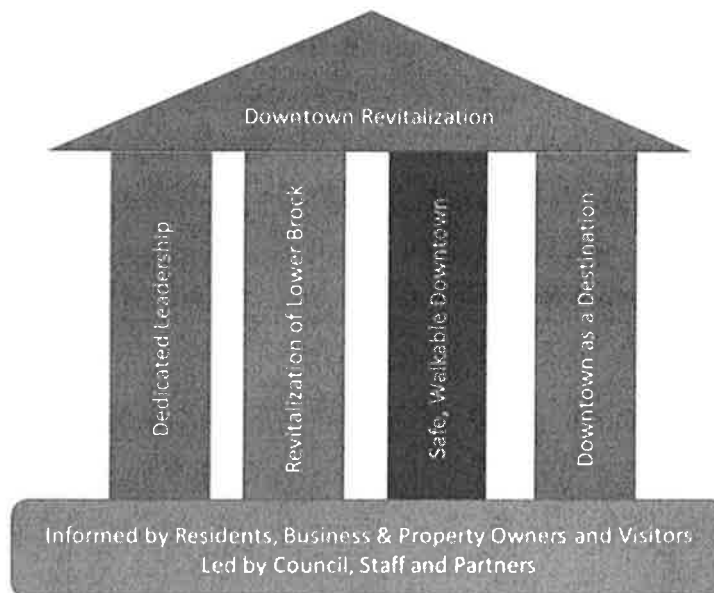 Downtown Revitalization
Dedicated Leadership
Revitalization of Lower Brock
Safe, Walkable Downtown
Downtown as a Destination
Informed by Residents, Business & Property Owners and Visitors
Led by Council, Staff and Partners